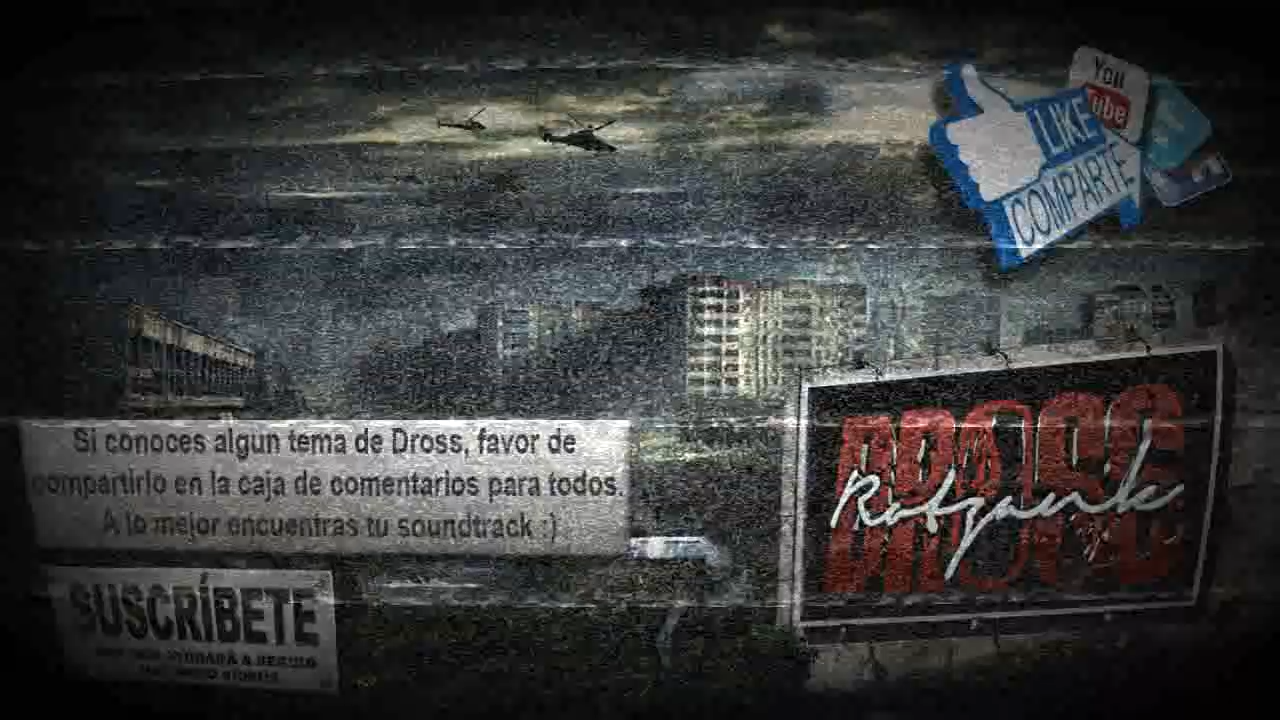 You
Tube
LIKE
COMPARTE
Si conoces algun tema de Dross, favor de
compartirlo en la caja de comentarios para todos.
A lo mejor encuentras tu soundtrack :)
DROSS
Rotzank
SUSCRÍBETE